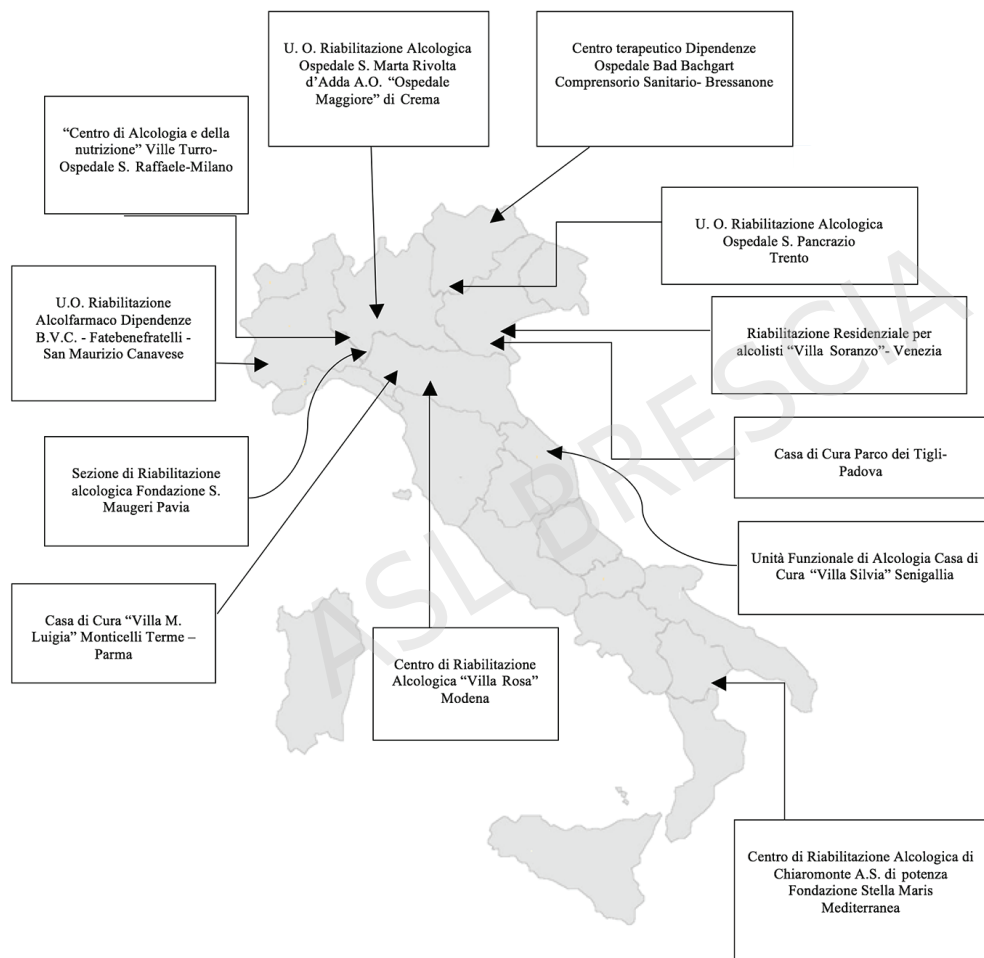 U. O. Riabilitazione Alcologica
Ospedale S. Marta Rivolta
d’Adda A.O. “Ospedale
Maggiore” di Crema
Centro terapeutico Dipendenze
Ospedale Bad Bachgart
Comprensorio Sanitario- Bressanone
“Centro di Alcologia e della
nutrizione” Ville Turro-
Ospedale S. Raffaele-Milano
U. O. Riabilitazione Alcologica
Ospedale S. Pancrazio
Trento
U.O. Riabilitazione
Alcolfarmaco Dipendenze
B.V.C. - Fatebenefratelli -
San Maurizio Canavese
Riabilitazione Residenziale per
alcolisti “Villa Soranzo”- Venezia
Sezione di Riabilitazione
alcologica Fondazione S.
Maugeri Pavia
Casa di Cura Parco dei Tigli-
Padova
Unità Funzionale di Alcologia Casa di
Cura “Villa Silvia” Senigallia
Casa di Cura “Villa M.
Luigia” Monticelli Terme –
Parma
Centro di Riabilitazione
Alcologica “Villa Rosa”
Modena
Centro di Riabilitazione Alcologica di
Chiaromonte A.S. di potenza
Fondazione Stella Maris
Mediterranea
ASL BRESCIA